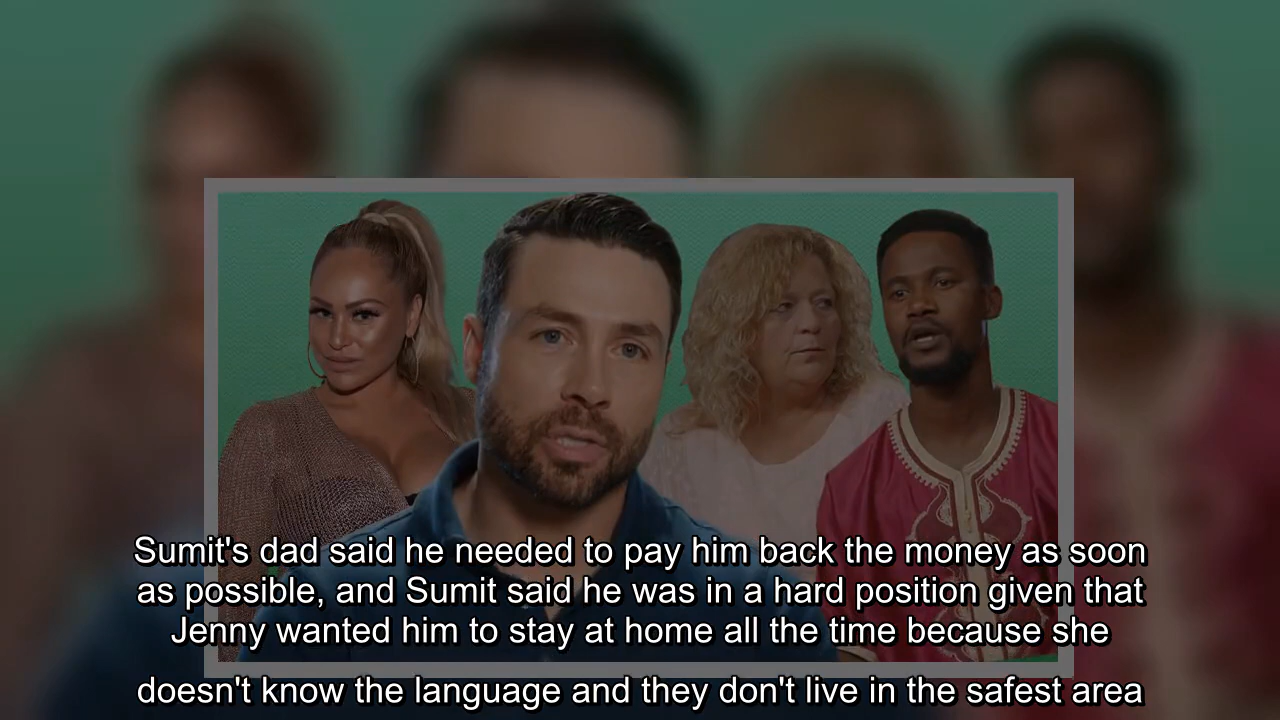 Sumit's dad said he needed to pay him back the money as soon
as possible, and Sumit said he was in a hard position given that
Jenny wanted him to stay at home all the time because she
doesn't know the language and they don't live in the safest area